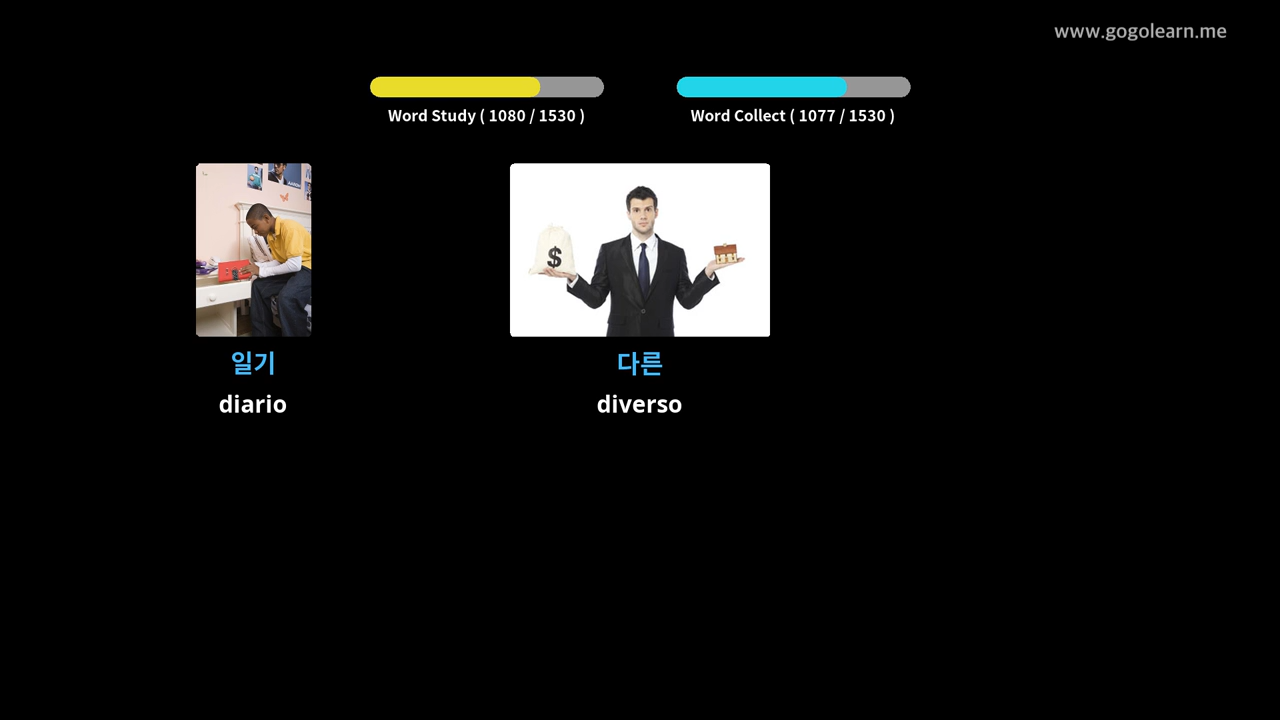 www.gogolearn.me
Word Study ( 1080 / 1530 )
Word Collect ( 1077 / 1530 )
$
일기
diario
다른
diverso